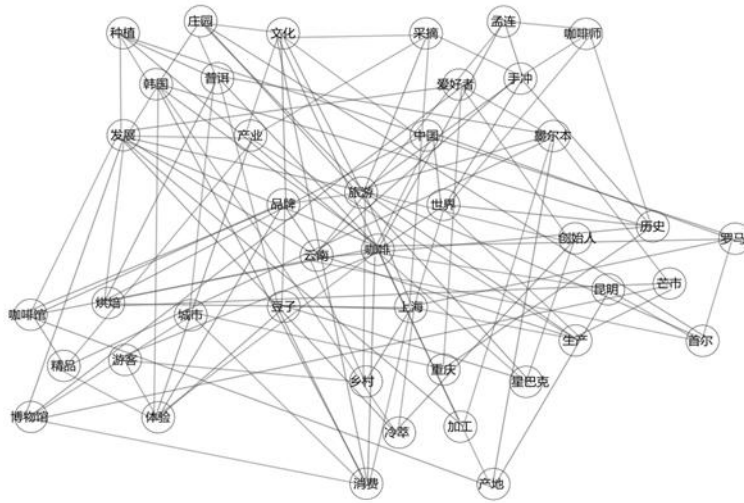 庄园
孟连
种植
文化
采摘
咖啡师
韩国
普洱
爱好者
手冲
发展
产业
中国
墨尔本
旅游
品牌
世界
历史
创始人
罗马
云南
咖啡
昆明
芒市
咖啡馆
烘焙
城市
豆子
上海
生产
首尔
精品
游客
乡村
重庆
星巴克
博物馆
体验
冷萃
加工
消费
产地